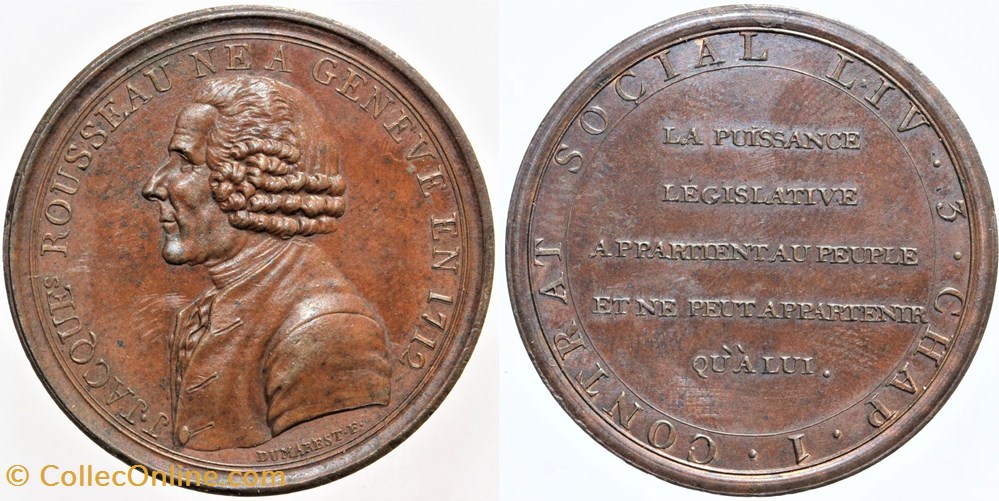 J JACQUES ROUSSEAU NE A GENEVE EN 1712
DUMAREST. F.
CONTRAT SOCIAL LIV. 3. CHAP. 1.
LA PUISSANCE
LÉGISLATIVE
APPARTIENT AU PEUPLE
ET NE PEUT APPARTENIR
QU'À LUI.
© CollecOnline.com